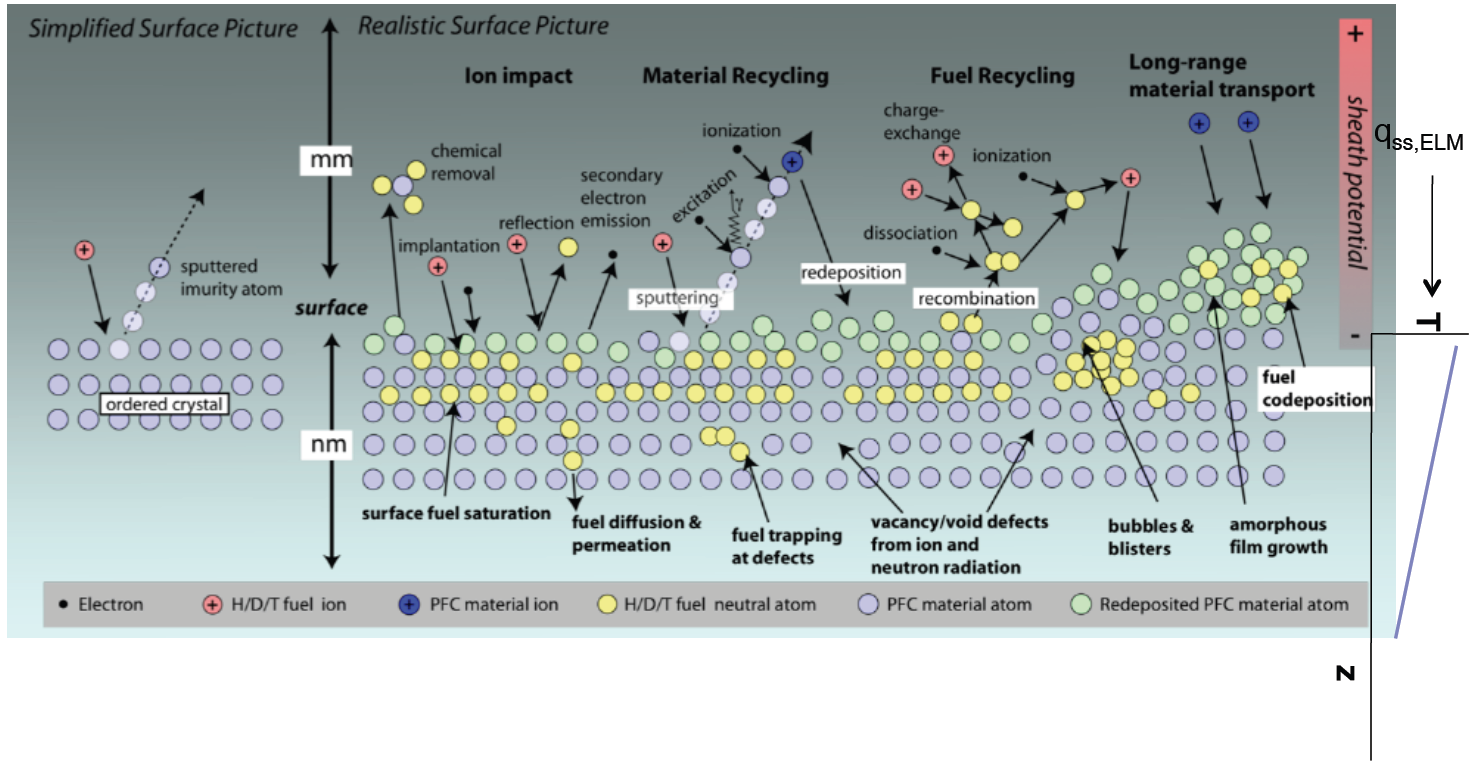 Simplified Surface Picture
Realistic Surface Picture
Ion impact
Material Recycling
Fuel Recycling
Long-range
material transport
+
sheath potential
-
q ss,ELM
T
z
mm
surface
nm
sputtered
imurity atom
ordered crystal
chemical
removal
implantation
reflection
secondary
electron
emission
ionization
excitation
γ
sputtering
redeposition
charge-
exchange
ionization
dissociation
recombination
fuel
codeposition
surface fuel saturation
fuel diffusion &
permeation
fuel trapping
at defects
vacancy/void defects
from ion and
neutron radiation
bubbles &
blisters
amorphous
film growth
Electron
+ H/D/T fuel ion
+ PFC material ion
H/D/T fuel neutral atom
PFC material atom
Redeposited PFC material atom